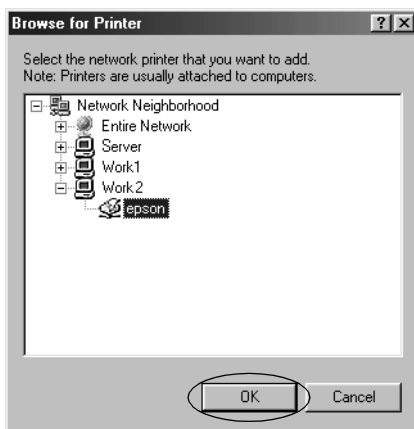 Browse for Printer
Select the network printer that you want to add.
Note: Printers are usually attached to computers.
Network Neighborhood
Entire Network
Server
Work1
Work2
epson
OK Cancel